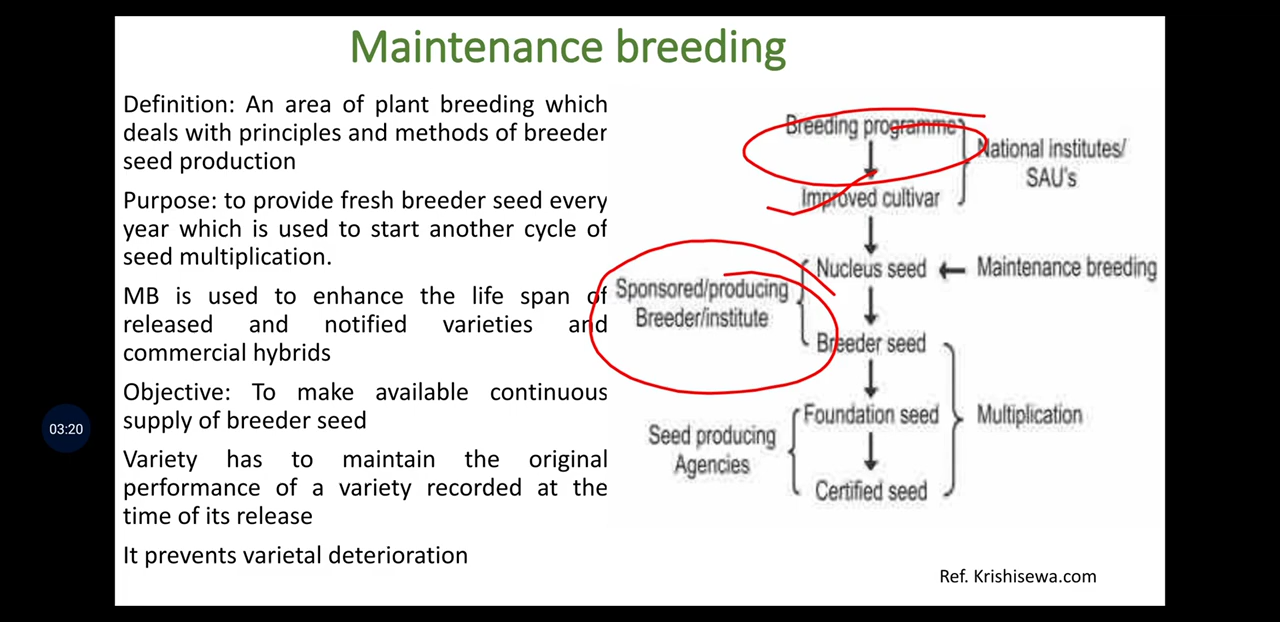 Maintenance breeding
Definition: An area of plant breeding which
deals with principles and methods of breeder
seed production
Purpose: to provide fresh breeder seed every
year which is used to start another cycle of
seed multiplication.
MB is used to enhance the life span of
released and notified varieties and
commercial hybrids
Objective: To make available continuous
supply of breeder seed
Variety has to maintain the original
performance of a variety recorded at the
time of its release
It prevents varietal deterioration
Breeding programme
National institutes/
SAU's
Improved cultivar
Nucleus seed
Maintenance breeding
Sponsored/producing
Breeder/institute
Breeder seed
Foundation seed
Multiplication
Seed producing
Agencies
Certified seed
Ref. Krishisewa.com
03:20